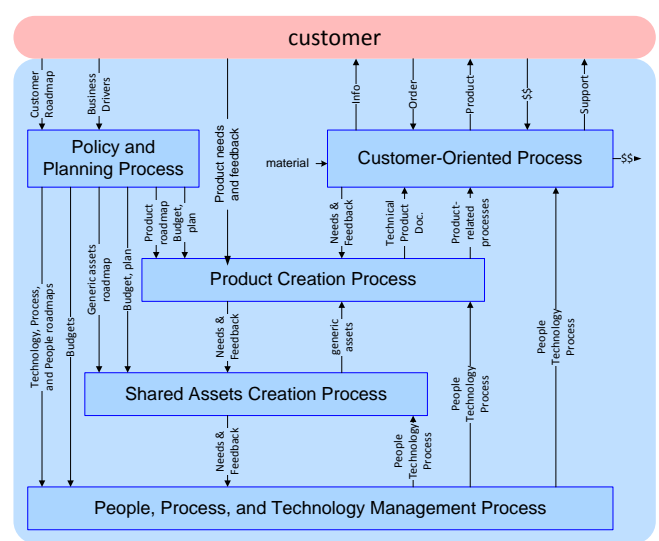 customer
Customer
Roadmap
Business
Drivers
Product needs
and feedback
Info
Order
Product
$$
Support
Policy and
Planning Process
material
Customer-Oriented Process
$$
Product
roadmap
Budget,
plan
Needs &
Feedback
Technical
Product
Doc.
Product-
related
processes
Technology, Process,
and People roadmaps
Budgets
Generic assets
roadmap
Budget, plan
Product Creation Process
Needs &
Feedback
generic
assets
People
Technology
Process
People
Technology
Process
Shared Assets Creation Process
Needs &
Feedback
People
Technology
Process
People, Process, and Technology Management Process